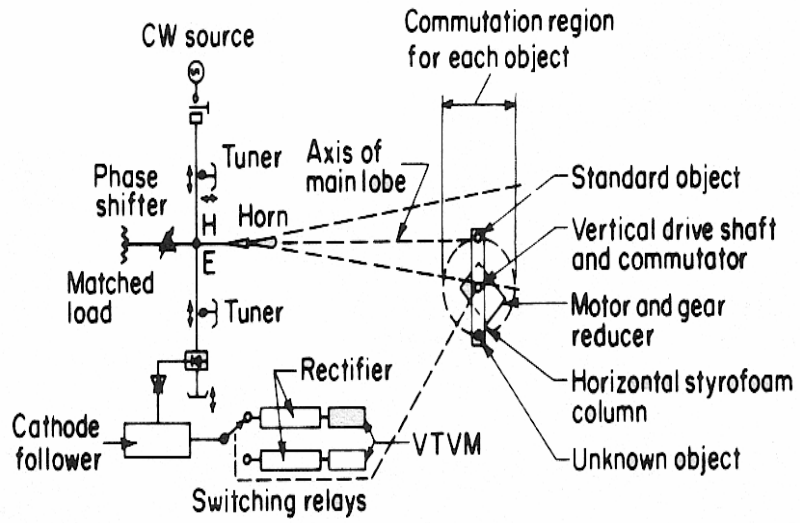 CW source
S
Commutation region
for each object
Tuner
Axis of
main lobe
Phase
shifter
H
Horn
Standard object
E
Vertical drive shaft
and commutator
Matched
load
Tuner
Motor and gear
reducer
Rectifier
Horizontal styrofoam
column
Cathode
follower
VTVM
Unknown object
Switching relays